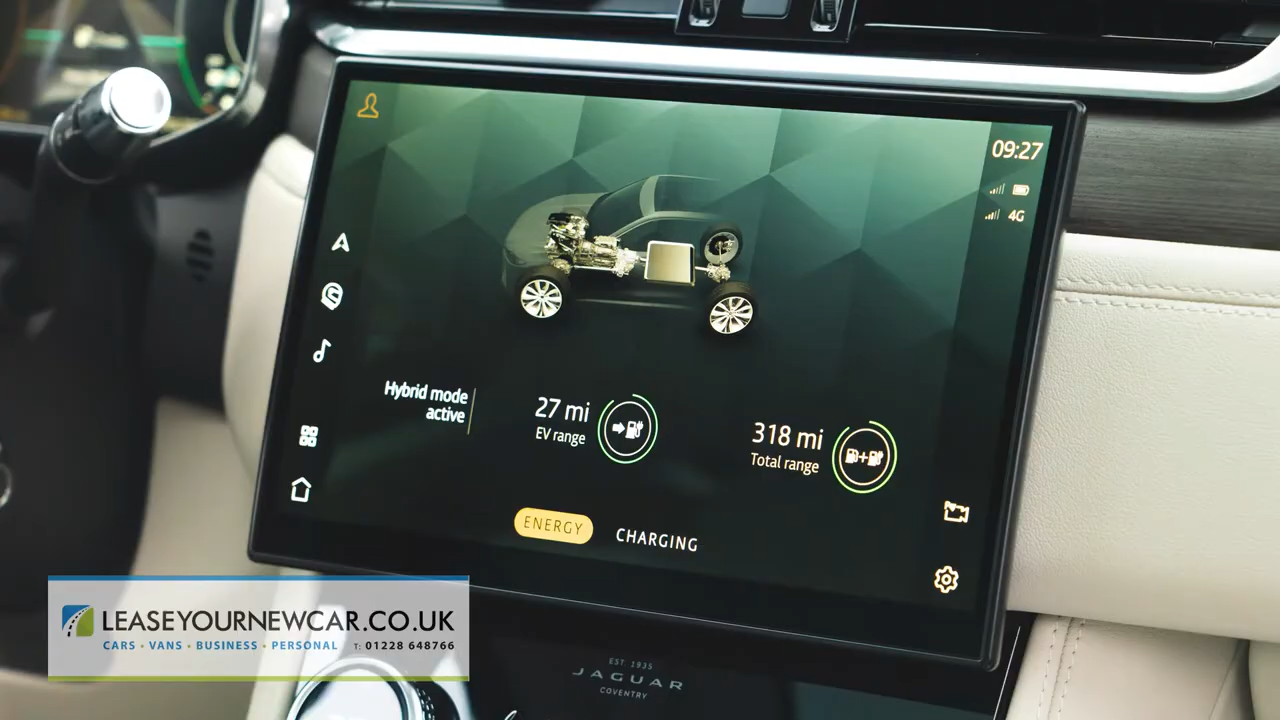 09:27
4G
Hybrid mode
active
27 mi
EV range
318 mi
Total range
ENERGY
CHARGING
LEASEYOURNEWCAR.CO.UK
CARS • VANS • BUSINESS • PERSONAL T: 01228 648766
EST. 1935
JAGUAR
COVENTRY